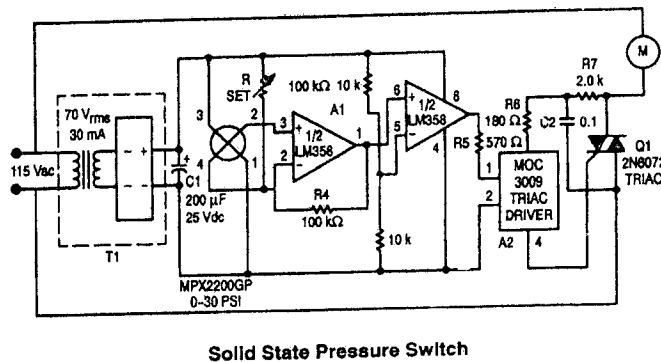 M
R7
2.0 k
R
SET
100 kΩ
10 k
A1
1/2
LM358
3
2
1
R4
100 kΩ
6
5
8
4
1/2
LM358
R6
180 Ω
R5
570 Ω
C2
0.1
Q1
2N6072
TRIAC
1
2
4
MOC
3009
TRIAC
DRIVER
A2
10 k
70 Vrms
30 mA
115 Vac
T1
C1
200 μF
25 Vdc
3
2
4
1
MPX2200GP
0–30 PSI
Solid State Pressure Switch